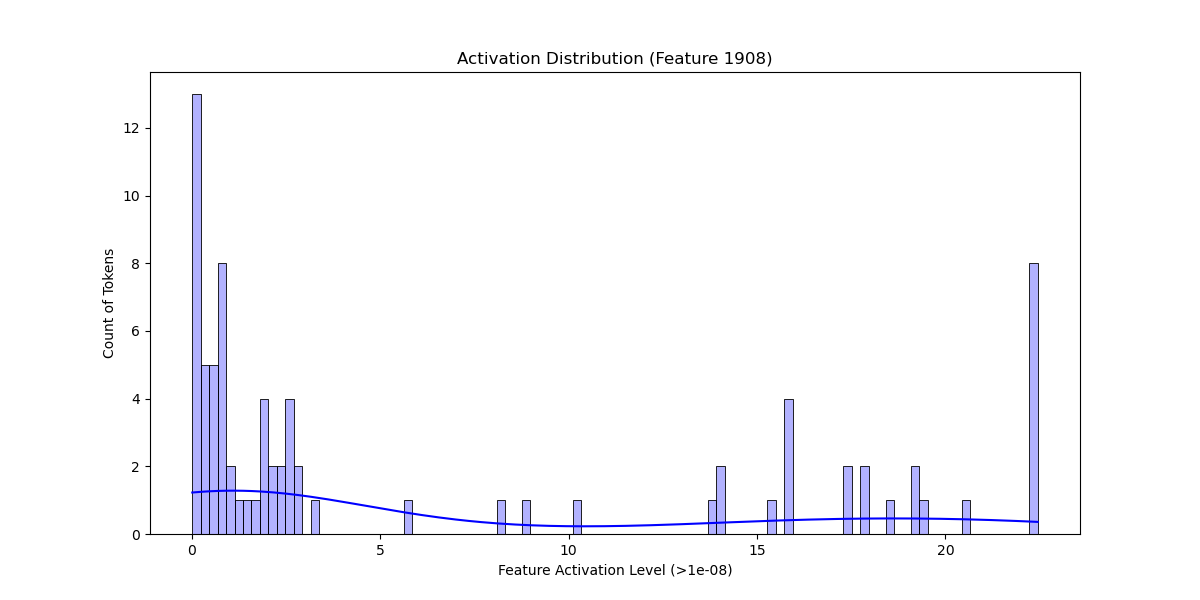 Activation Distribution (Feature 1908)
Count of Tokens
12
10
8
6
4
2
0
0 5 10 15 20
Feature Activation Level (>1e-08)